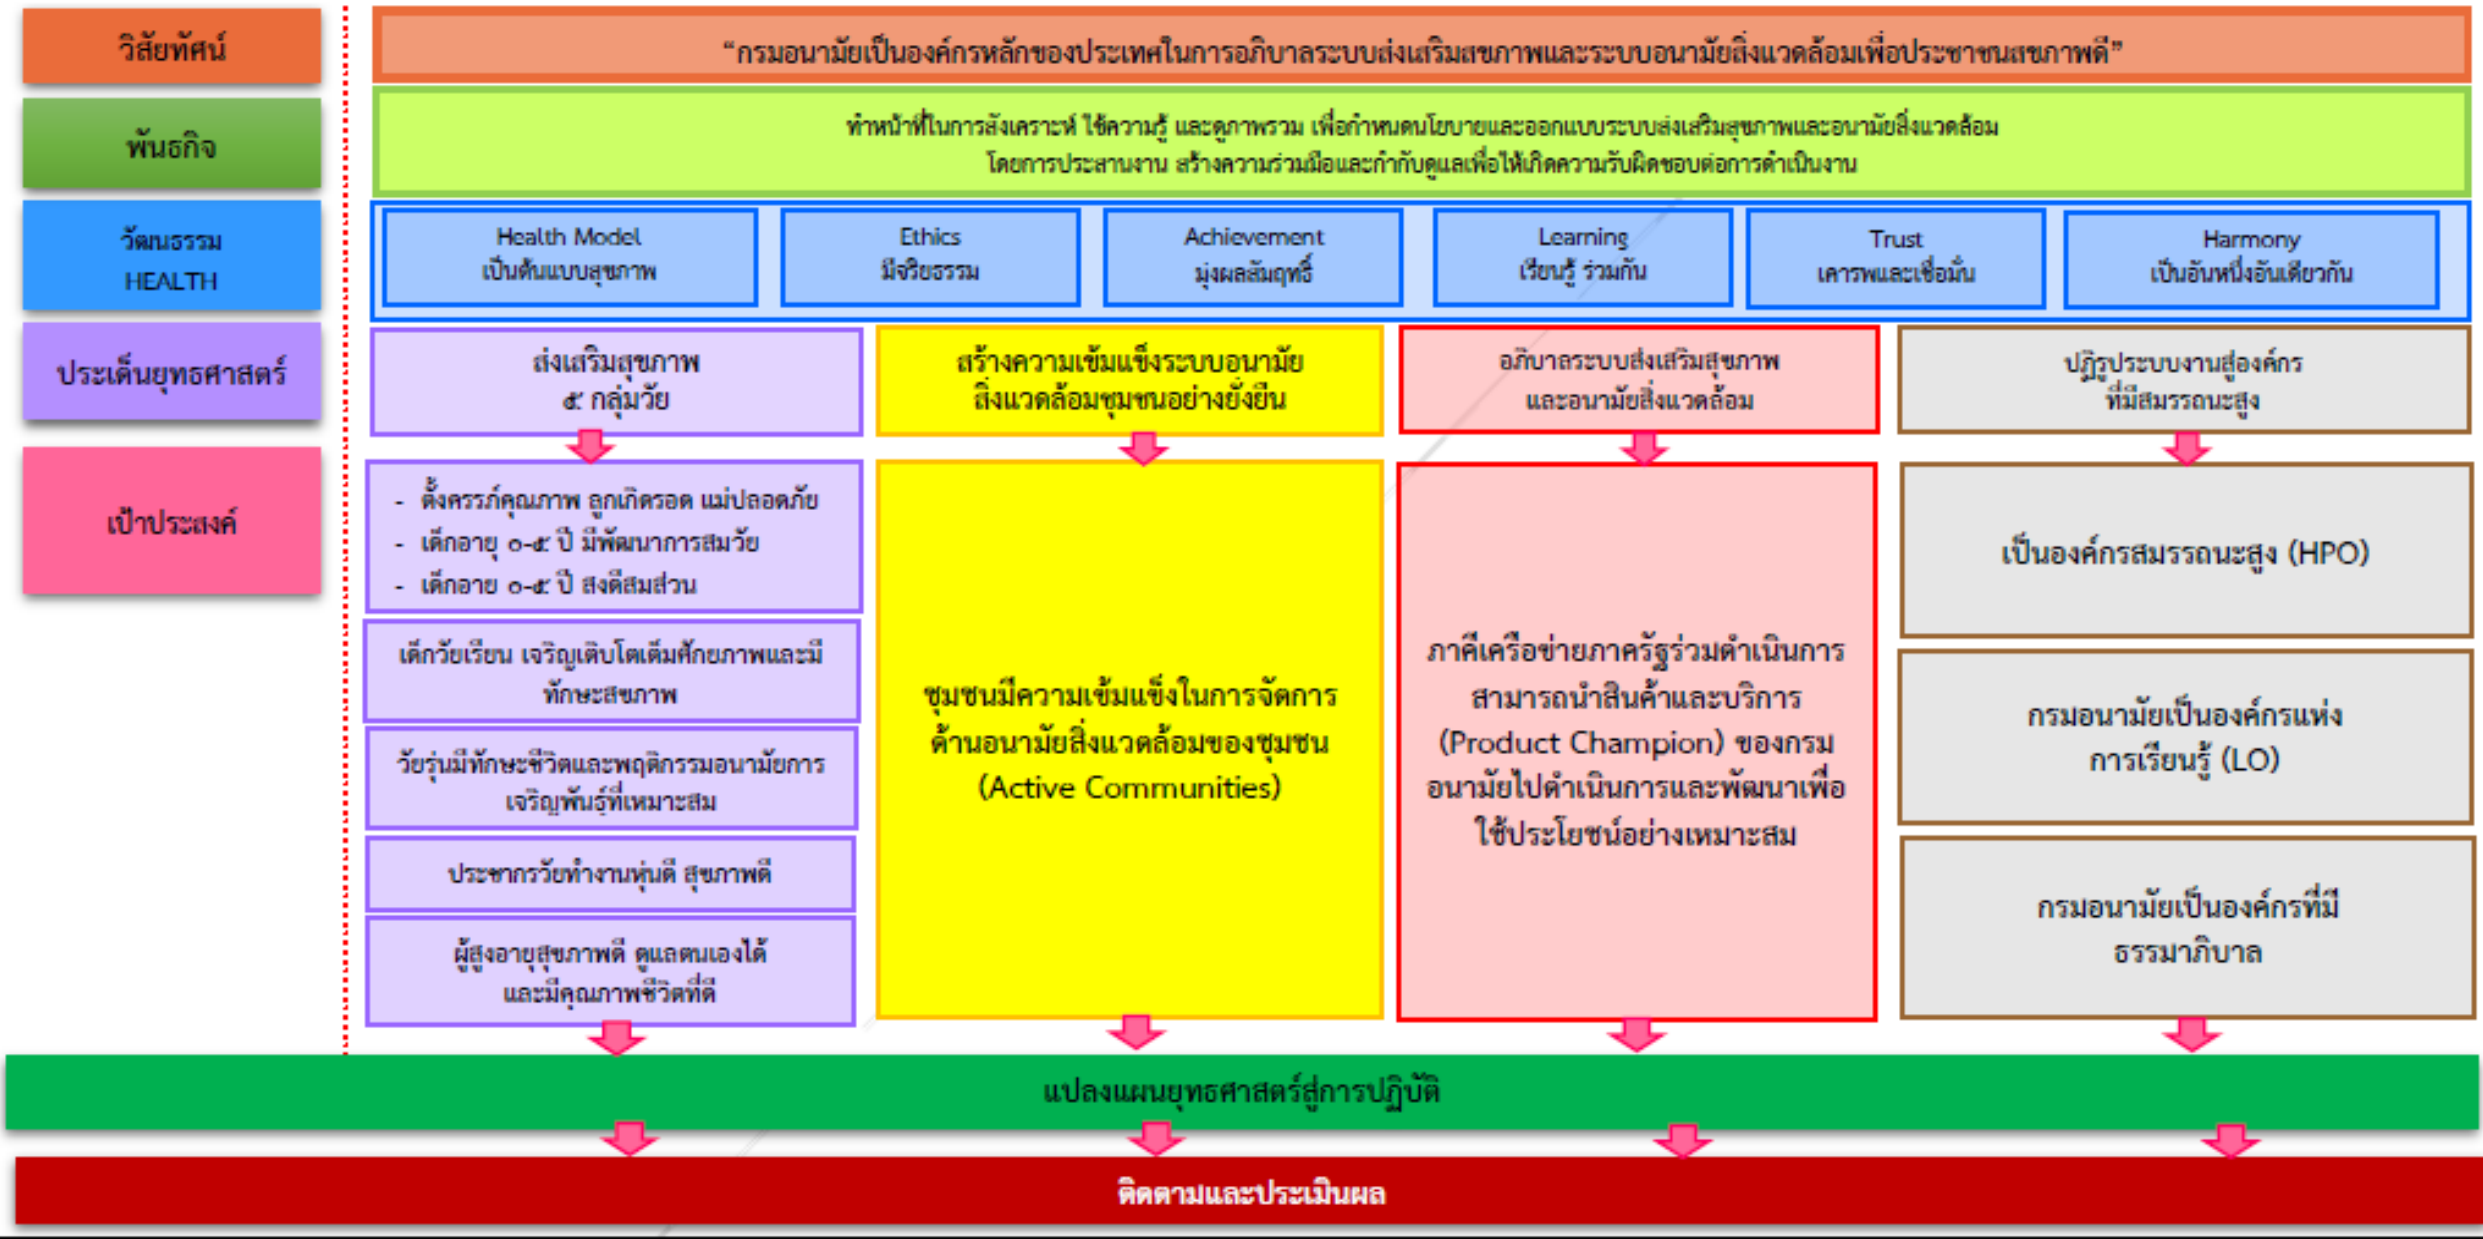 วิสัยทัศน์
“กรมอนามัยเป็นองค์กรหลักของประเทศในการอภิบาลระบบส่งเสริมสุขภาพและระบบอนามัยสิ่งแวดล้อมเพื่อประชาชนสุขภาพดี”
พันธกิจ
ทำหน้าที่ในการสังเคราะห์ ใช้ความรู้ และดูภาพรวม เพื่อกำหนดนโยบายและออกแบบระบบส่งเสริมสุขภาพและอนามัยสิ่งแวดล้อม
โดยการประสานงาน สร้างความร่วมมือและกำกับดูแลเพื่อให้เกิดความรับผิดชอบต่อการดำเนินงาน
วัฒนธรรม
HEALTH
Health Model
เป็นต้นแบบสุขภาพ
Ethics
มีจริยธรรม
Achievement
มุ่งผลสัมฤทธิ์
Learning
เรียนรู้ ร่วมกัน
Trust
เคารพและเชื่อมั่น
Harmony
เป็นอันหนึ่งอันเดียวกัน
ประเด็นยุทธศาสตร์
ส่งเสริมสุขภาพ
๕ กลุ่มวัย
สร้างความเข้มแข็งระบบอนามัย
สิ่งแวดล้อมชุมชนอย่างยั่งยืน
อภิบาลระบบส่งเสริมสุขภาพ
และอนามัยสิ่งแวดล้อม
ปฏิรูประบบงานสู่องค์กร
ที่มีสมรรถนะสูง
เป้าประสงค์
- ตั้งครรภ์คุณภาพ ลูกเกิดรอด แม่ปลอดภัย
- เด็กอายุ ๐-๕ ปี มีพัฒนาการสมวัย
- เด็กอายุ ๐-๕ ปี สูงดีสมส่วน
เด็กวัยเรียน เจริญเติบโตเต็มศักยภาพและมี
ทักษะสุขภาพ
วัยรุ่นมีทักษะชีวิตและพฤติกรรมอนามัยการ
เจริญพันธุ์ที่เหมาะสม
ประชากรวัยทำงานหุ่นดี สุขภาพดี
ผู้สูงอายุสุขภาพดี ดูแลตนเองได้
และมีคุณภาพชีวิตที่ดี
ชุมชนมีความเข้มแข็งในการจัดการ
ด้านอนามัยสิ่งแวดล้อมของชุมชน
(Active Communities)
ภาคีเครือข่ายภาครัฐร่วมดำเนินการ
สามารถนำสินค้าและบริการ
(Product Champion) ของกรม
อนามัยไปดำเนินการและพัฒนาเพื่อ
ใช้ประโยชน์อย่างเหมาะสม
เป็นองค์กรสมรรถนะสูง (HPO)
กรมอนามัยเป็นองค์กรแห่ง
การเรียนรู้ (LO)
กรมอนามัยเป็นองค์กรที่มี
ธรรมาภิบาล
แปลงแผนยุทธศาสตร์สู่การปฏิบัติ
ติดตามและประเมินผล